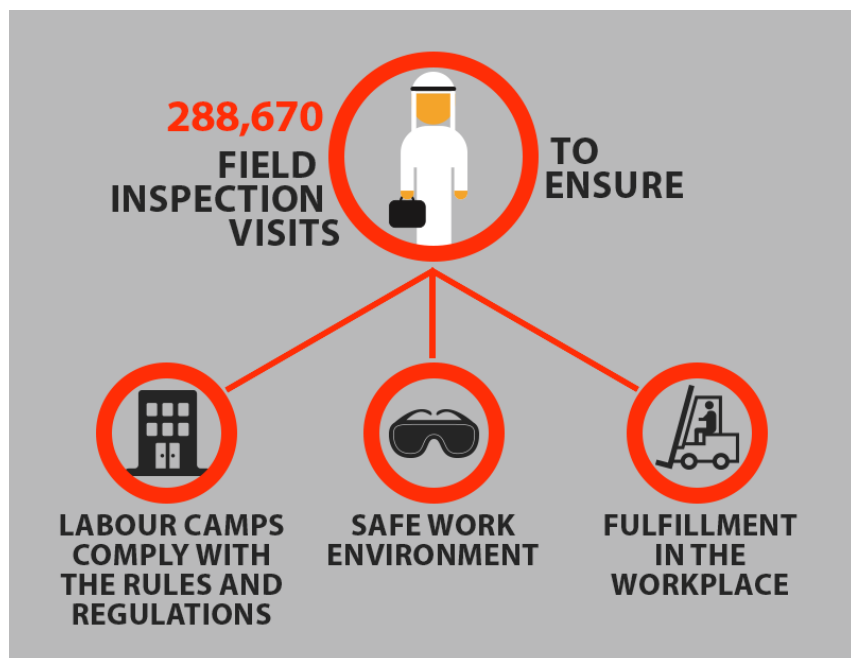 288,670
FIELD
INSPECTION
VISITS
TO
ENSURE
LABOUR CAMPS
COMPLY WITH
THE RULES AND
REGULATIONS
SAFE WORK
ENVIRONMENT
FULFILLMENT
IN THE
WORKPLACE